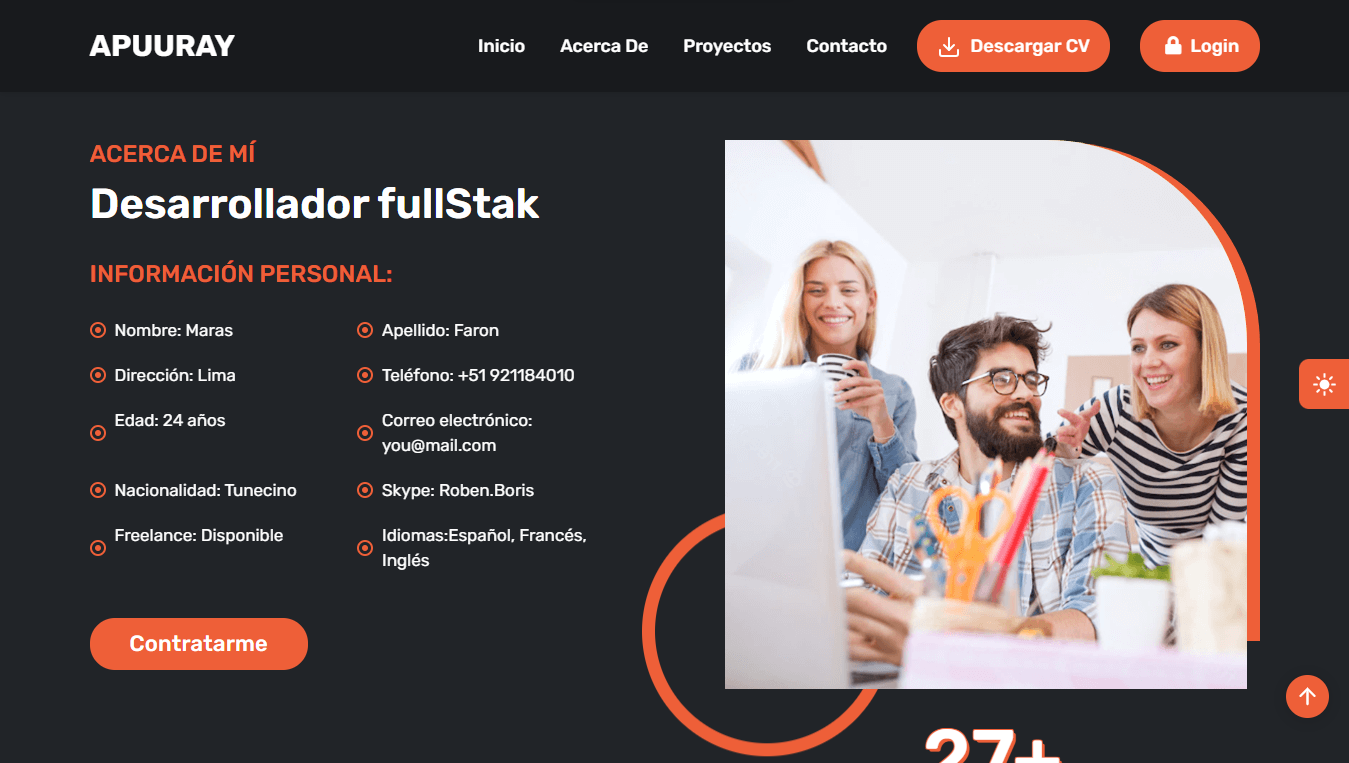 APUURAY
Inicio
Acerca De
Proyectos
Contacto
Descargar CV
Login
ACERCA DE MÍ
Desarrollador fullStak
INFORMACIÓN PERSONAL:
Nombre: Maras
Apellido: Faron
Dirección: Lima
Teléfono: +51 921184010
Edad: 24 años
Correo electrónico:
you@mail.com
Nacionalidad: Tunecino
Skype: Roben.Boris
Freelance: Disponible
Idiomas:Español, Francés,
Inglés
Contratarme
27+